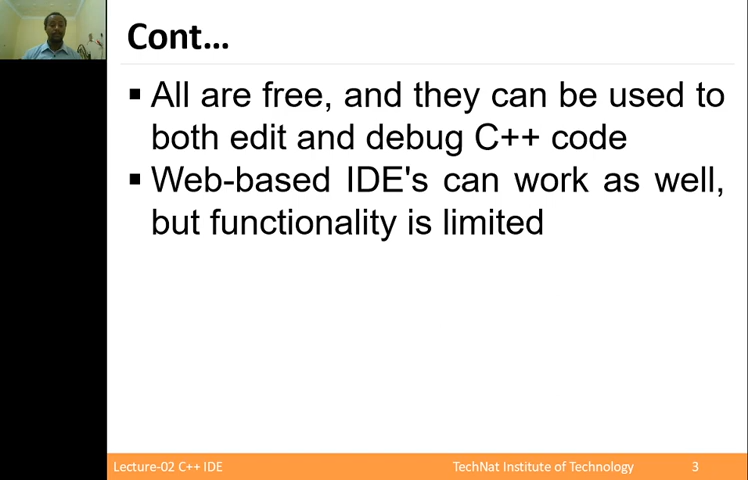 Cont...
▪ All are free, and they can be used to
both edit and debug C++ code
▪ Web-based IDE's can work as well,
but functionality is limited
Lecture-02 C++ IDE
TechNat Institute of Technology
3